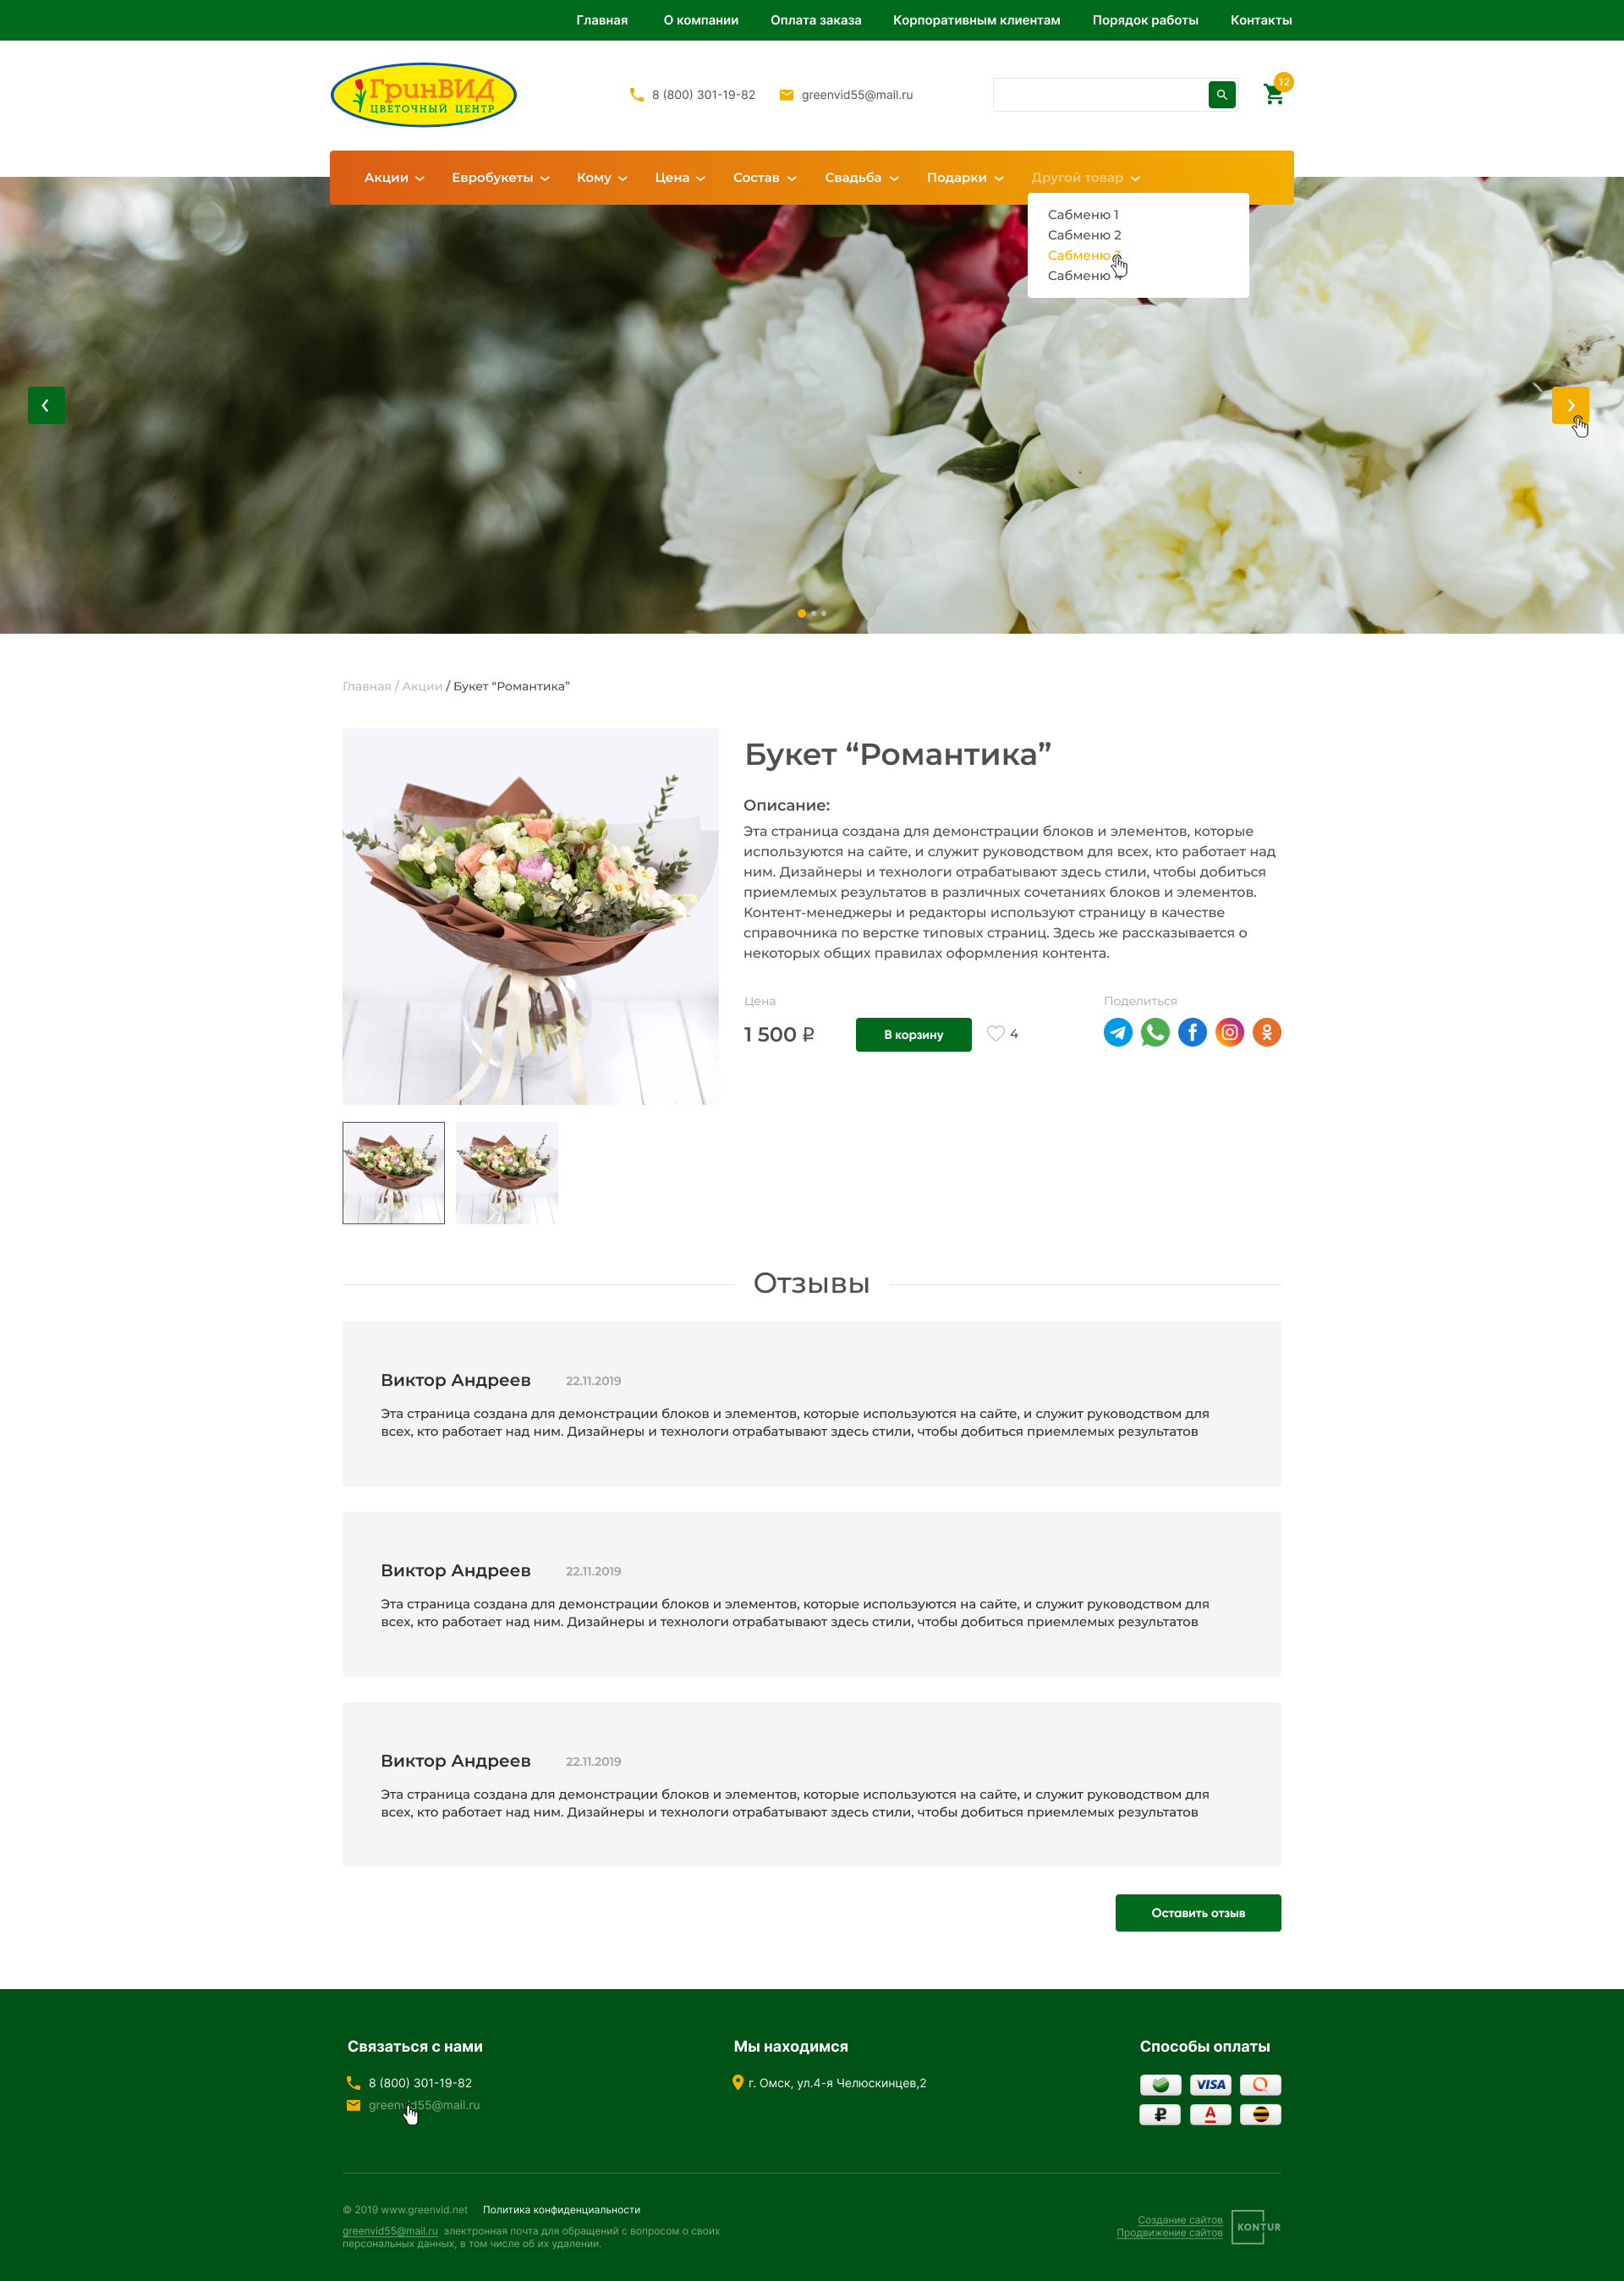 Главная О компании Оплата заказа Корпоративным клиентам Порядок работы Контакты
ГринВИД
ЦВЕТОЧНЫЙ ЦЕНТР
8 (800) 301-19-82 greenvid55@mail.ru
12
Акции Евробукеты Кому Цена Состав Свадьба Подарки Другой товар
Сабменю 1
Сабменю 2
Сабменю 3
Сабменю 4
Главная / Акции / Букет “Романтика”
Букет “Романтика”
Описание:
Эта страница создана для демонстрации блоков и элементов, которые
используются на сайте, и служит руководством для всех, кто работает над
ним. Дизайнеры и технологи отрабатывают здесь стили, чтобы добиться
приемлемых результатов в различных сочетаниях блоков и элементов.
Контент-менеджеры и редакторы используют страницу в качестве
справочника по верстке типовых страниц. Здесь же рассказывается о
некоторых общих правилах оформления контента.
Цена
1 500 ₽
В корзину
4
Поделиться
Отзывы
Виктор Андреев 22.11.2019
Эта страница создана для демонстрации блоков и элементов, которые используются на сайте, и служит руководством для
всех, кто работает над ним. Дизайнеры и технологи отрабатывают здесь стили, чтобы добиться приемлемых результатов
Виктор Андреев 22.11.2019
Эта страница создана для демонстрации блоков и элементов, которые используются на сайте, и служит руководством для
всех, кто работает над ним. Дизайнеры и технологи отрабатывают здесь стили, чтобы добиться приемлемых результатов
Виктор Андреев 22.11.2019
Эта страница создана для демонстрации блоков и элементов, которые используются на сайте, и служит руководством для
всех, кто работает над ним. Дизайнеры и технологи отрабатывают здесь стили, чтобы добиться приемлемых результатов
Оставить отзыв
Связаться с нами
8 (800) 301-19-82
greenvid55@mail.ru
Мы находимся
г. Омск, ул.4-я Челюскинцев,2
Способы оплаты
VISA
© 2019 www.greenvid.net Политика конфиденциальности
greenvid55@mail.ru электронная почта для обращений с вопросом о своих
персональных данных, в том числе об их удалении.
Создание сайтов
Продвижение сайтов
KONTUR